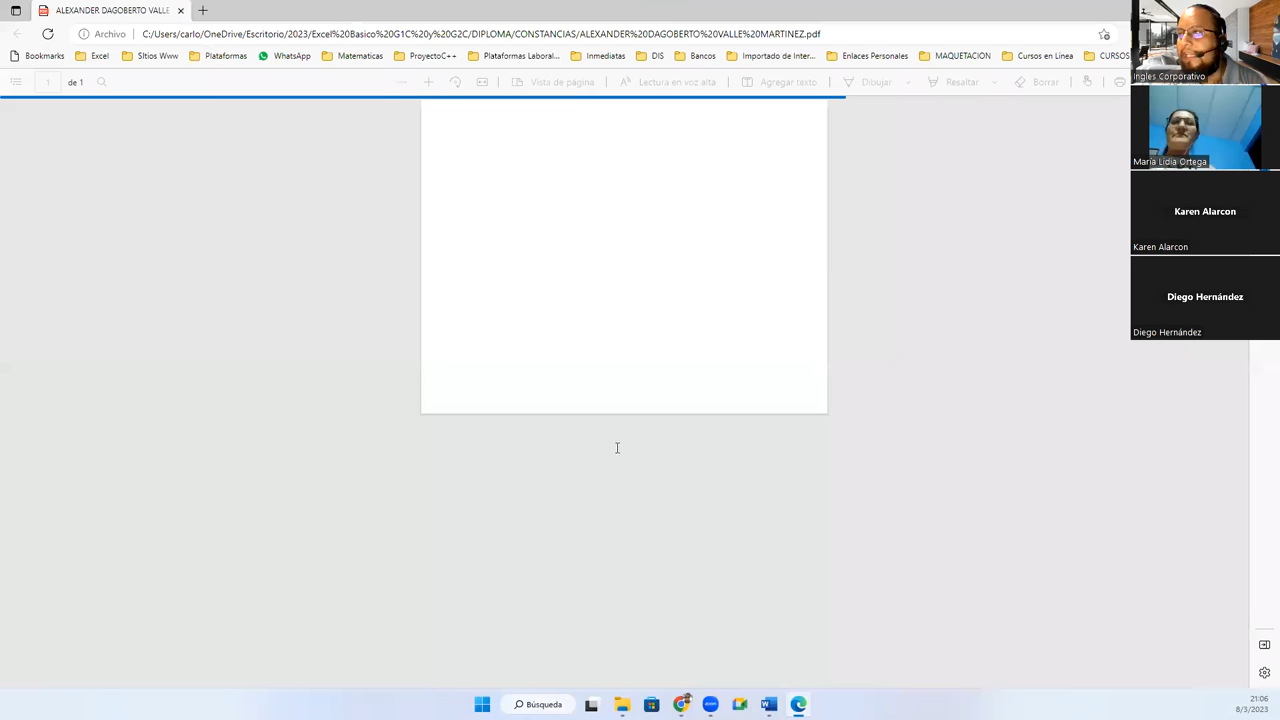 ALEXANDER DAGOBERTO VALLE
Archivo C:/Users/carlo/OneDrive/Escritorio/2023/Excel%20Basico%20G1C%20y%20G2C/DIPLOMA/CONSTANCIAS/ALEXANDER%20DAGOBERTO%20VALLE%20MARTINEZ.pdf
Bookmarks Excel Sitios Www Plataformas WhatsApp Matematicas ProyectoC++ Plataformas Laboral... Inmediatas DIS Bancos Importado de Inter... Enlaces Personales MAQUETACION Cursos en Linea CURSOS
1 de 1 Vista de página Lectura en voz alta Agregar texto Dibujar Resaltar Borrar
Ingles Corporativo
María Lidia Ortega
Karen Alarcon
Karen Alarcon
Diego Hernández
Diego Hernández
Búsqueda
21:06
8/3/2023